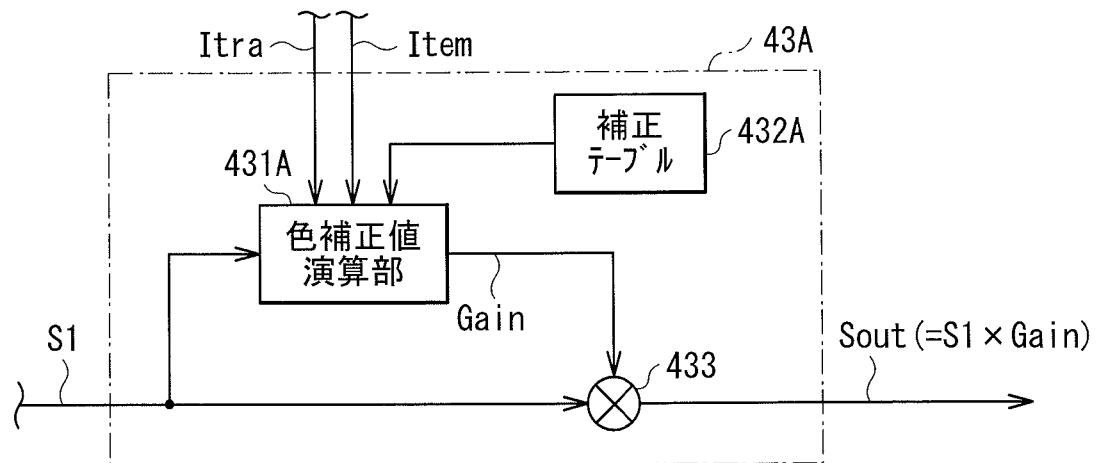 Itra
Item
43A
補正
テーブル
432A
431A
色補正値
演算部
Gain
S1
433
Sout(=S1×Gain)